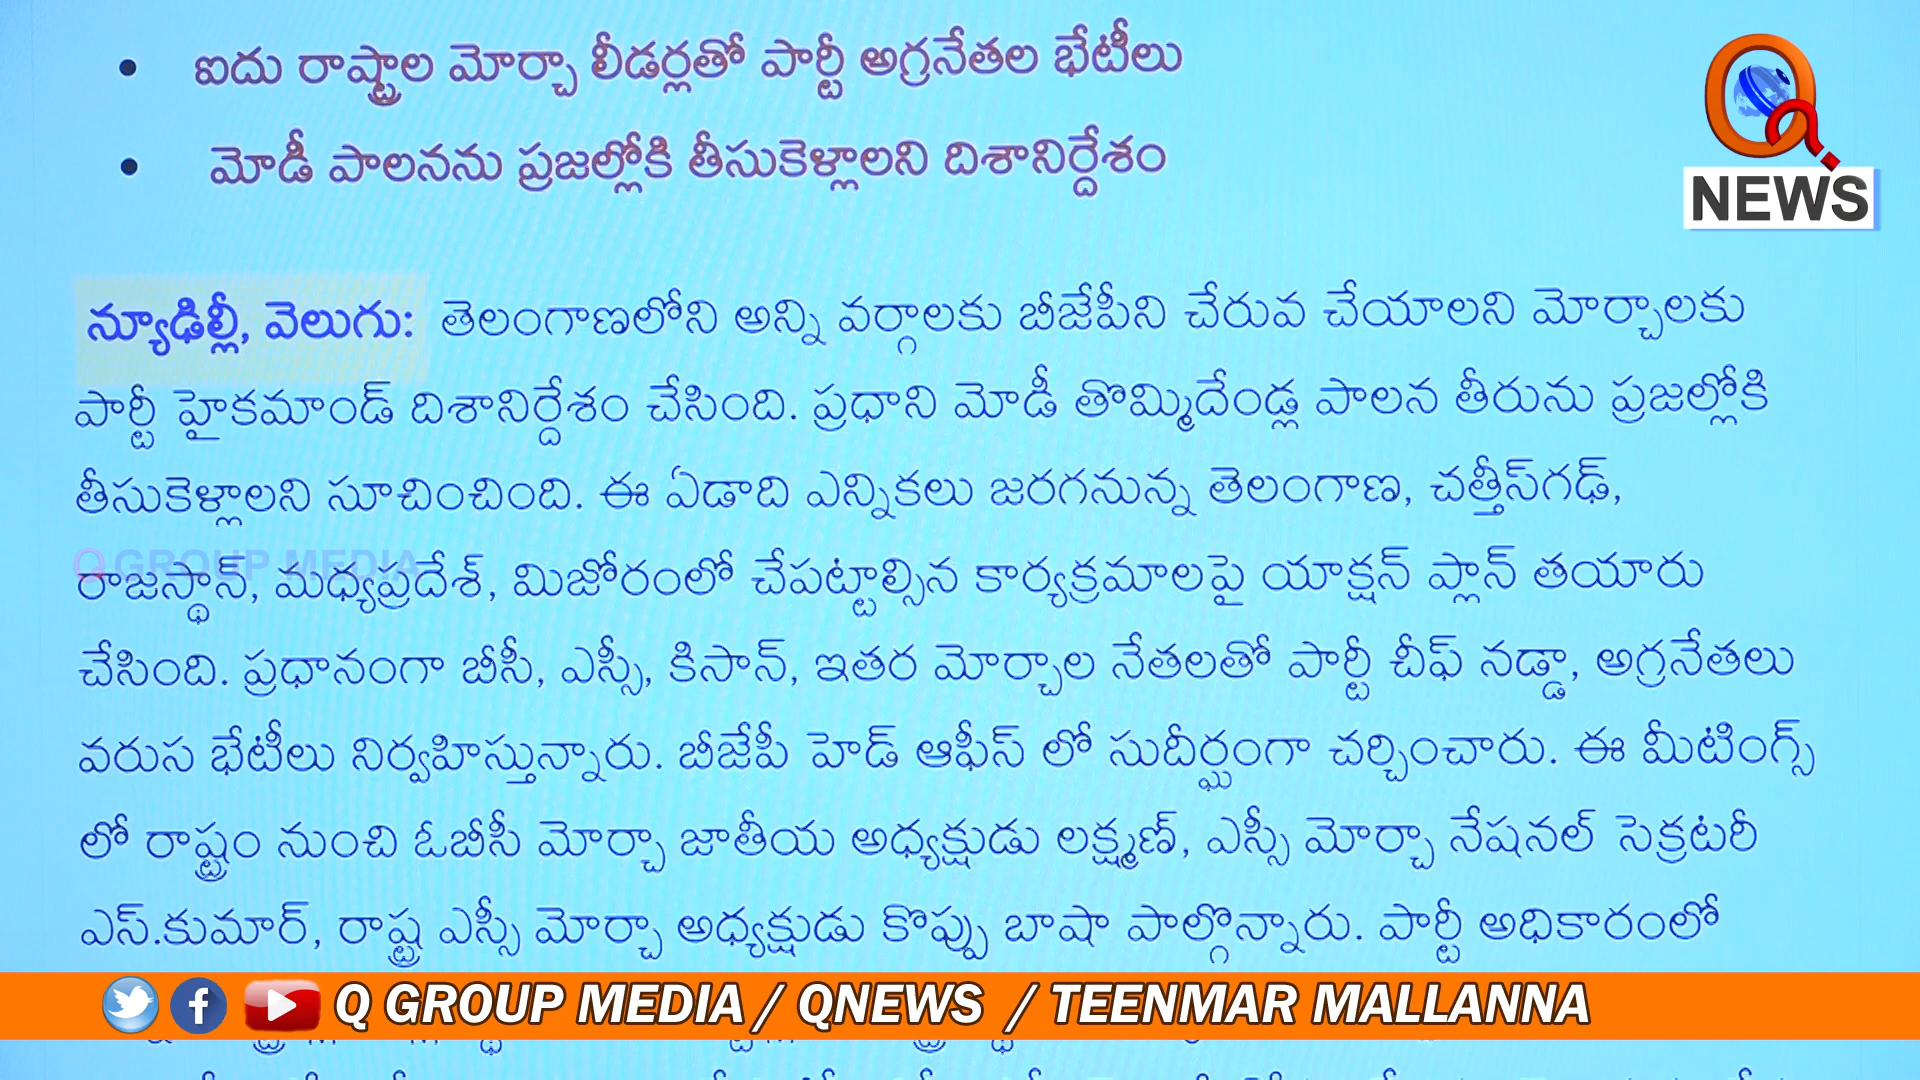 • ఐదు రాష్ట్రాల మోర్చా లీడర్లతో పార్టీ అగ్రనేతల భేటీలు
• మోడీ పాలనను ప్రజల్లోకి తీసుకెళ్లాలని దిశానిర్దేశం
NEWS
న్యూఢిల్లీ, వెలుగు: తెలంగాణలోని అన్ని వర్గాలకు బీజేపీని చేరువ చేయాలని మోర్చాలకు
పార్టీ హైకమాండ్ దిశానిర్దేశం చేసింది. ప్రధాని మోడీ తొమ్మిదేండ్ల పాలన తీరును ప్రజల్లోకి
తీసుకెళ్లాలని సూచించింది. ఈ ఏడాది ఎన్నికలు జరగనున్న తెలంగాణ, చత్తీస్‌గఢ్,
Q GROUP MEDIA
రాజస్థాన్, మధ్యప్రదేశ్, మిజోరంలో చేపట్టాల్సిన కార్యక్రమాలపై యాక్షన్ ప్లాన్ తయారు
చేసింది. ప్రధానంగా బీసీ, ఎస్సీ, కిసాన్, ఇతర మోర్చాల నేతలతో పార్టీ చీఫ్ నడ్డా, అగ్రనేతలు
వరుస భేటీలు నిర్వహిస్తున్నారు. బీజేపీ హెడ్ ఆఫీస్ లో సుదీర్ఘంగా చర్చించారు. ఈ మీటింగ్స్
లో రాష్ట్రం నుంచి ఓబీసీ మోర్చా జాతీయ అధ్యక్షుడు లక్ష్మణ్, ఎస్సీ మోర్చా నేషనల్ సెక్రటరీ
ఎస్.కుమార్, రాష్ట్ర ఎస్సీ మోర్చా అధ్యక్షుడు కొప్పు బాషా పాల్గొన్నారు. పార్టీ అధికారంలో
Q GROUP MEDIA / QNEWS / TEENMAR MALLANNA